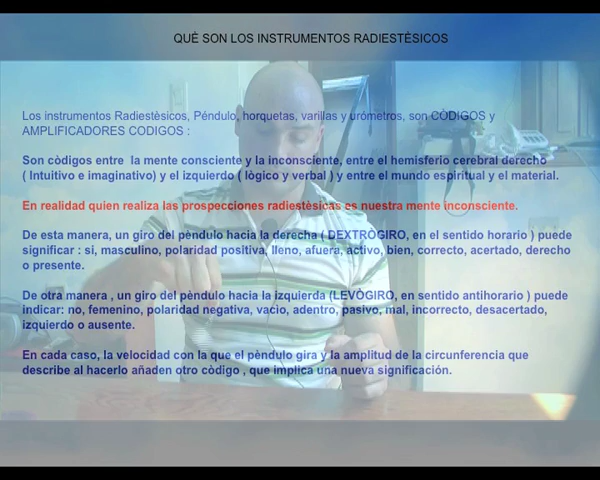 QUÈ SON LOS INSTRUMENTOS RADIESTÈSICOS
Los instrumentos Radiestèsicos, Péndulo, horquetas, varillas y urómetros, son CÒDIGOS y
AMPLIFICADORES CODIGOS :
Son còdigos entre la mente consciente y la inconsciente, entre el hemisferio cerebral derecho
( Intuitivo e imaginativo) y el izquierdo ( lògico y verbal ) y entre el mundo espiritual y el material.
En realidad quien realiza las prospecciones radiestèsicas es nuestra mente inconsciente.
De esta manera, un giro del pèndulo hacia la derecha ( DEXTRÒGIRO, en el sentido horario ) puede
significar : si, masculino, polaridad positiva, lleno, afuera, activo, bien, correcto, acertado, derecho
o presente.
De otra manera , un giro del pèndulo hacia la izquierda (LEVÒGIRO, en sentido antihorario ) puede
indicar: no, femenino, polaridad negativa, vacio, adentro, pasivo, mal, incorrecto, desacertado,
izquierdo o ausente.
En cada caso, la velocidad con la que el pèndulo gira y la amplitud de la circunferencia que
describe al hacerlo añaden otro còdigo , que implica una nueva significación.